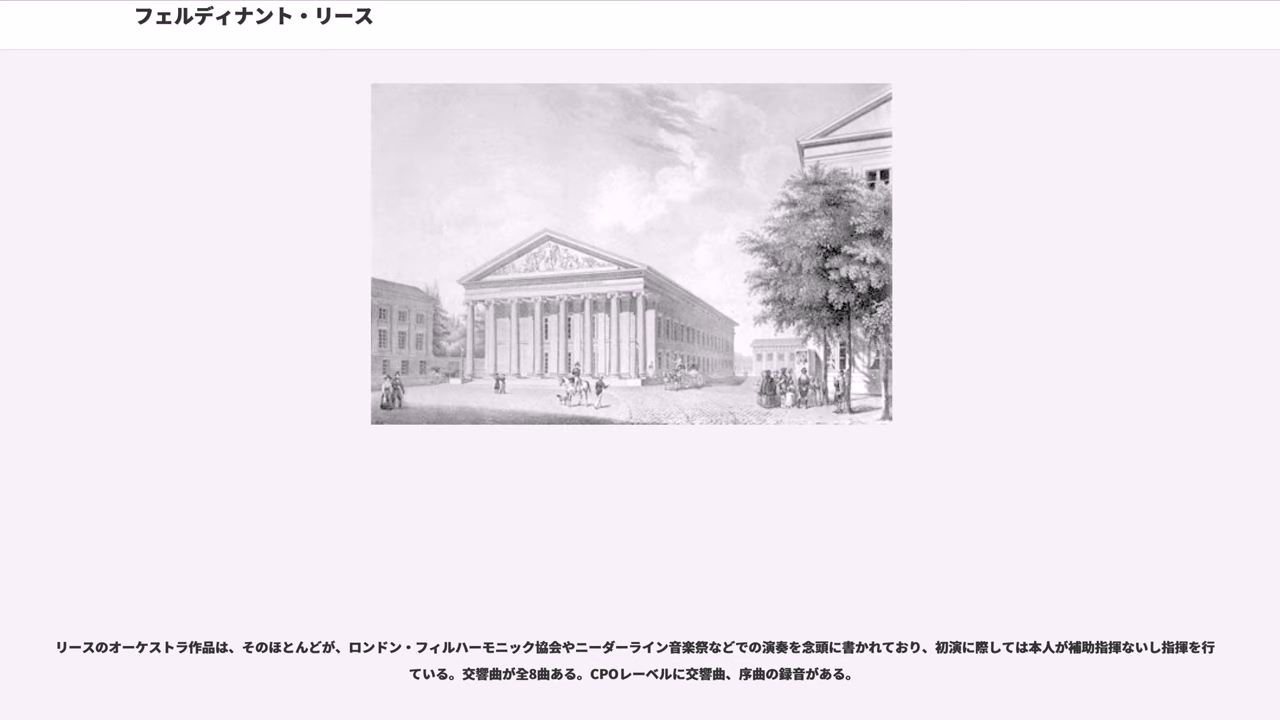 フェルディナント・リース
リースのオーケストラ作品は、そのほとんどが、ロンドン・フィルハーモニック協会やニーダーライン音楽祭などでの演奏を念頭に書かれており、初演に際しては本人が補助指揮ないし指揮を行
ている。交響曲が全8曲ある。CPOレーベルに交響曲、序曲の録音がある。